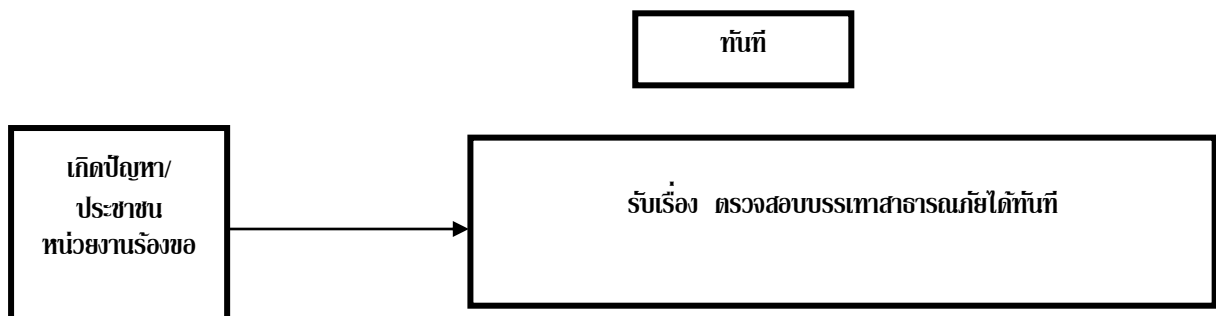 ทันที
เกิดปัญหา/
ประชาชน
หน่วยงานร้องขอ
รับเรื่อง ตรวจสอบบรรเทาสาธารณภัยได้ทันที